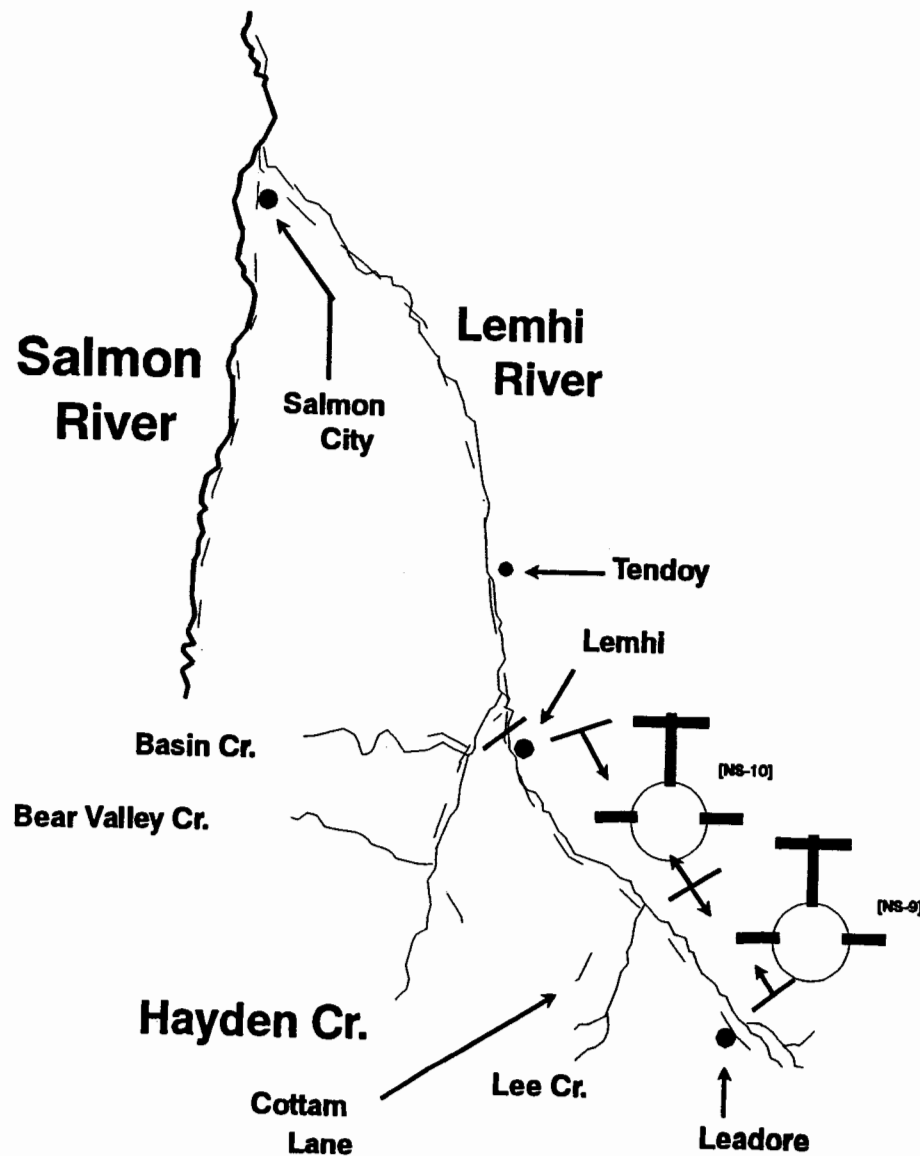 Salmon
River
Salmon
City
Lemhi
River
Tendoy
Lemhi
Basin Cr.
[NS-10]
Bear Valley Cr.
[NS-9]
Hayden Cr.
Cottam
Lane
Lee Cr.
Leadore